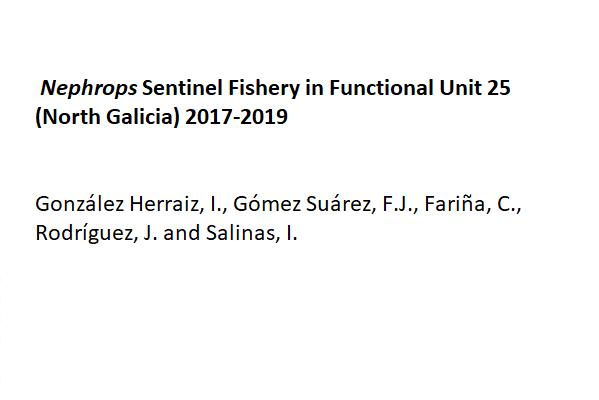 Nephrops Sentinel Fishery in Functional Unit 25
(North Galicia) 2017-2019
González Herraiz, I., Gómez Suárez, F.J., Fariña, C.,
Rodríguez, J. and Salinas, I.